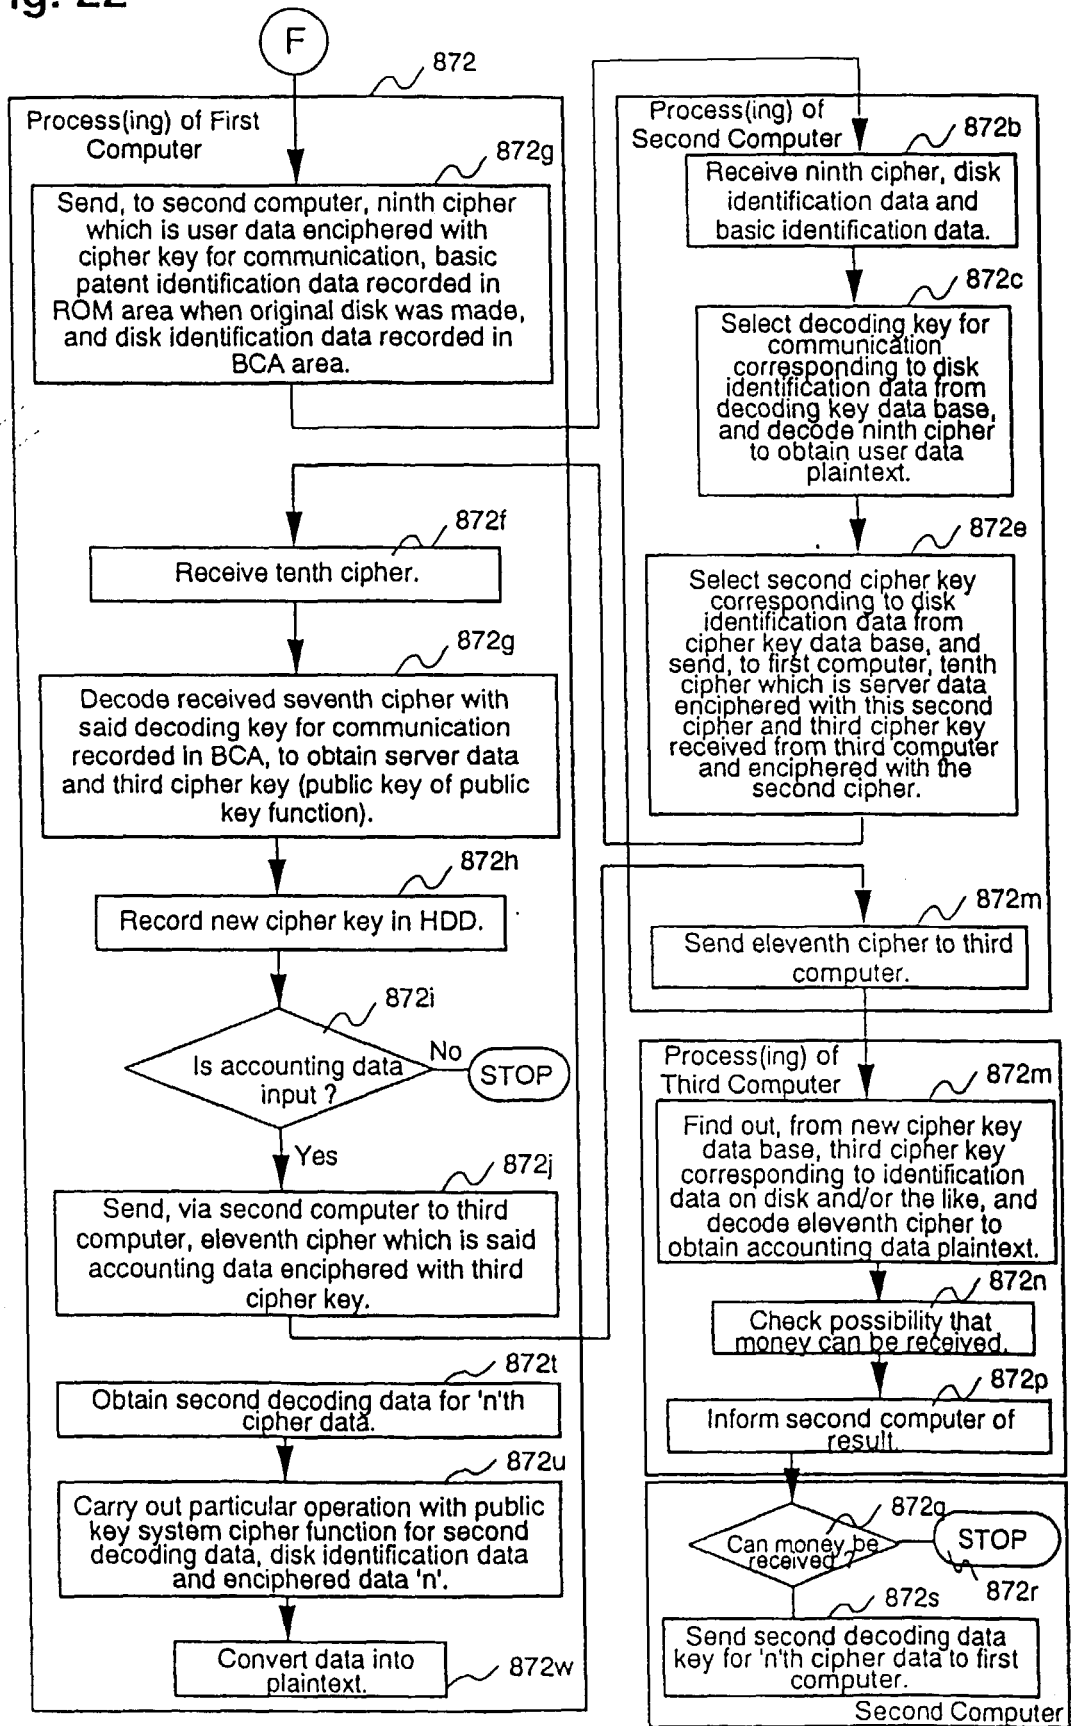 Fig. 22
F
872
Process(ing) of First
Computer
872g
Send, to second computer, ninth cipher
which is user data enciphered with
cipher key for communication, basic
patent identification data recorded in
ROM area when original disk was made,
and disk identification data recorded in
BCA area.
872f
Receive tenth cipher.
872g
Decode received seventh cipher with
said decoding key for communication
recorded in BCA, to obtain server data
and third cipher key (public key of public
key function).
872h
Record new cipher key in HDD.
872i
Is accounting data
input ?
No
STOP
Yes
872j
Send, via second computer to third
computer, eleventh cipher which is said
accounting data enciphered with third
cipher key.
872t
Obtain second decoding data for 'n'th
cipher data.
872u
Carry out particular operation with public
key system cipher function for second
decoding data, disk identification data
and enciphered data 'n'.
Convert data into
plaintext.
872w
Process(ing) of
Second Computer
872b
Receive ninth cipher, disk
identification data and
basic identification data.
872c
Select decoding key for
communication
corresponding to disk
identification data from
decoding key data base,
and decode ninth cipher
to obtain user data
plaintext.
872e
Select second cipher key
corresponding to disk
identification data from
cipher key data base, and
send, to first computer, tenth
cipher which is server data
enciphered with this second
cipher and third cipher key
received from third computer
and enciphered with the
second cipher.
872m
Send eleventh cipher to third
computer.
Process(ing) of
Third Computer
872m
Find out, from new cipher key
data base, third cipher key
corresponding to identification
data on disk and/or the like, and
decode eleventh cipher to
obtain accounting data plaintext.
872n
Check possibility that
money can be received.
872p
Inform second computer of
result.
872q
Can money be
received ?
STOP
872r
872s
Send second decoding data
key for 'n'th cipher data to first
computer.
Second Computer